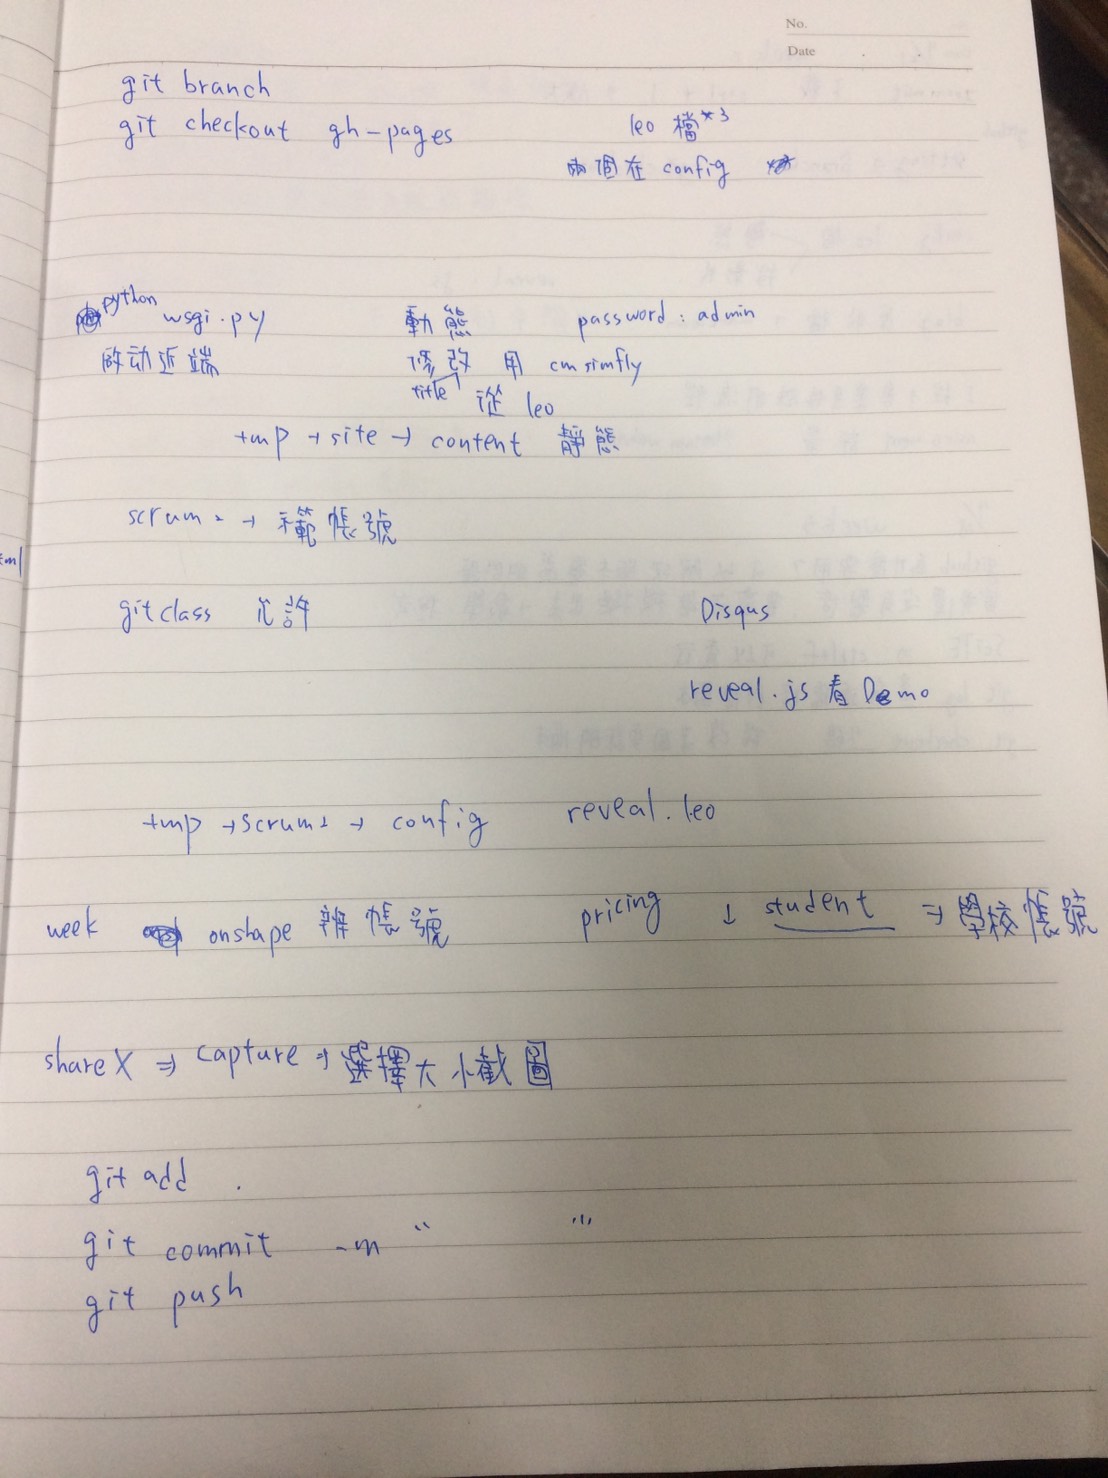 No.
Date
git branch
git checkout gh-pages
leo 檔*3
兩個在 config
python wsgi.py
啟动近端
動態 password : admin
修改 用 cmsimfly
title 從 leo
tmp → site → content 靜態
scrum2 → 示範帳號
gitclass 允許
Disqus
reveal.js 看 Demo
tmp → scrum2 → config reveal.leo
week onshape 辦帳號 pricing ↓ student ⇒ 學校帳號
shareX ⇒ capture ⇒ 選擇大小截圖
git add .
git commit -m " "
git push